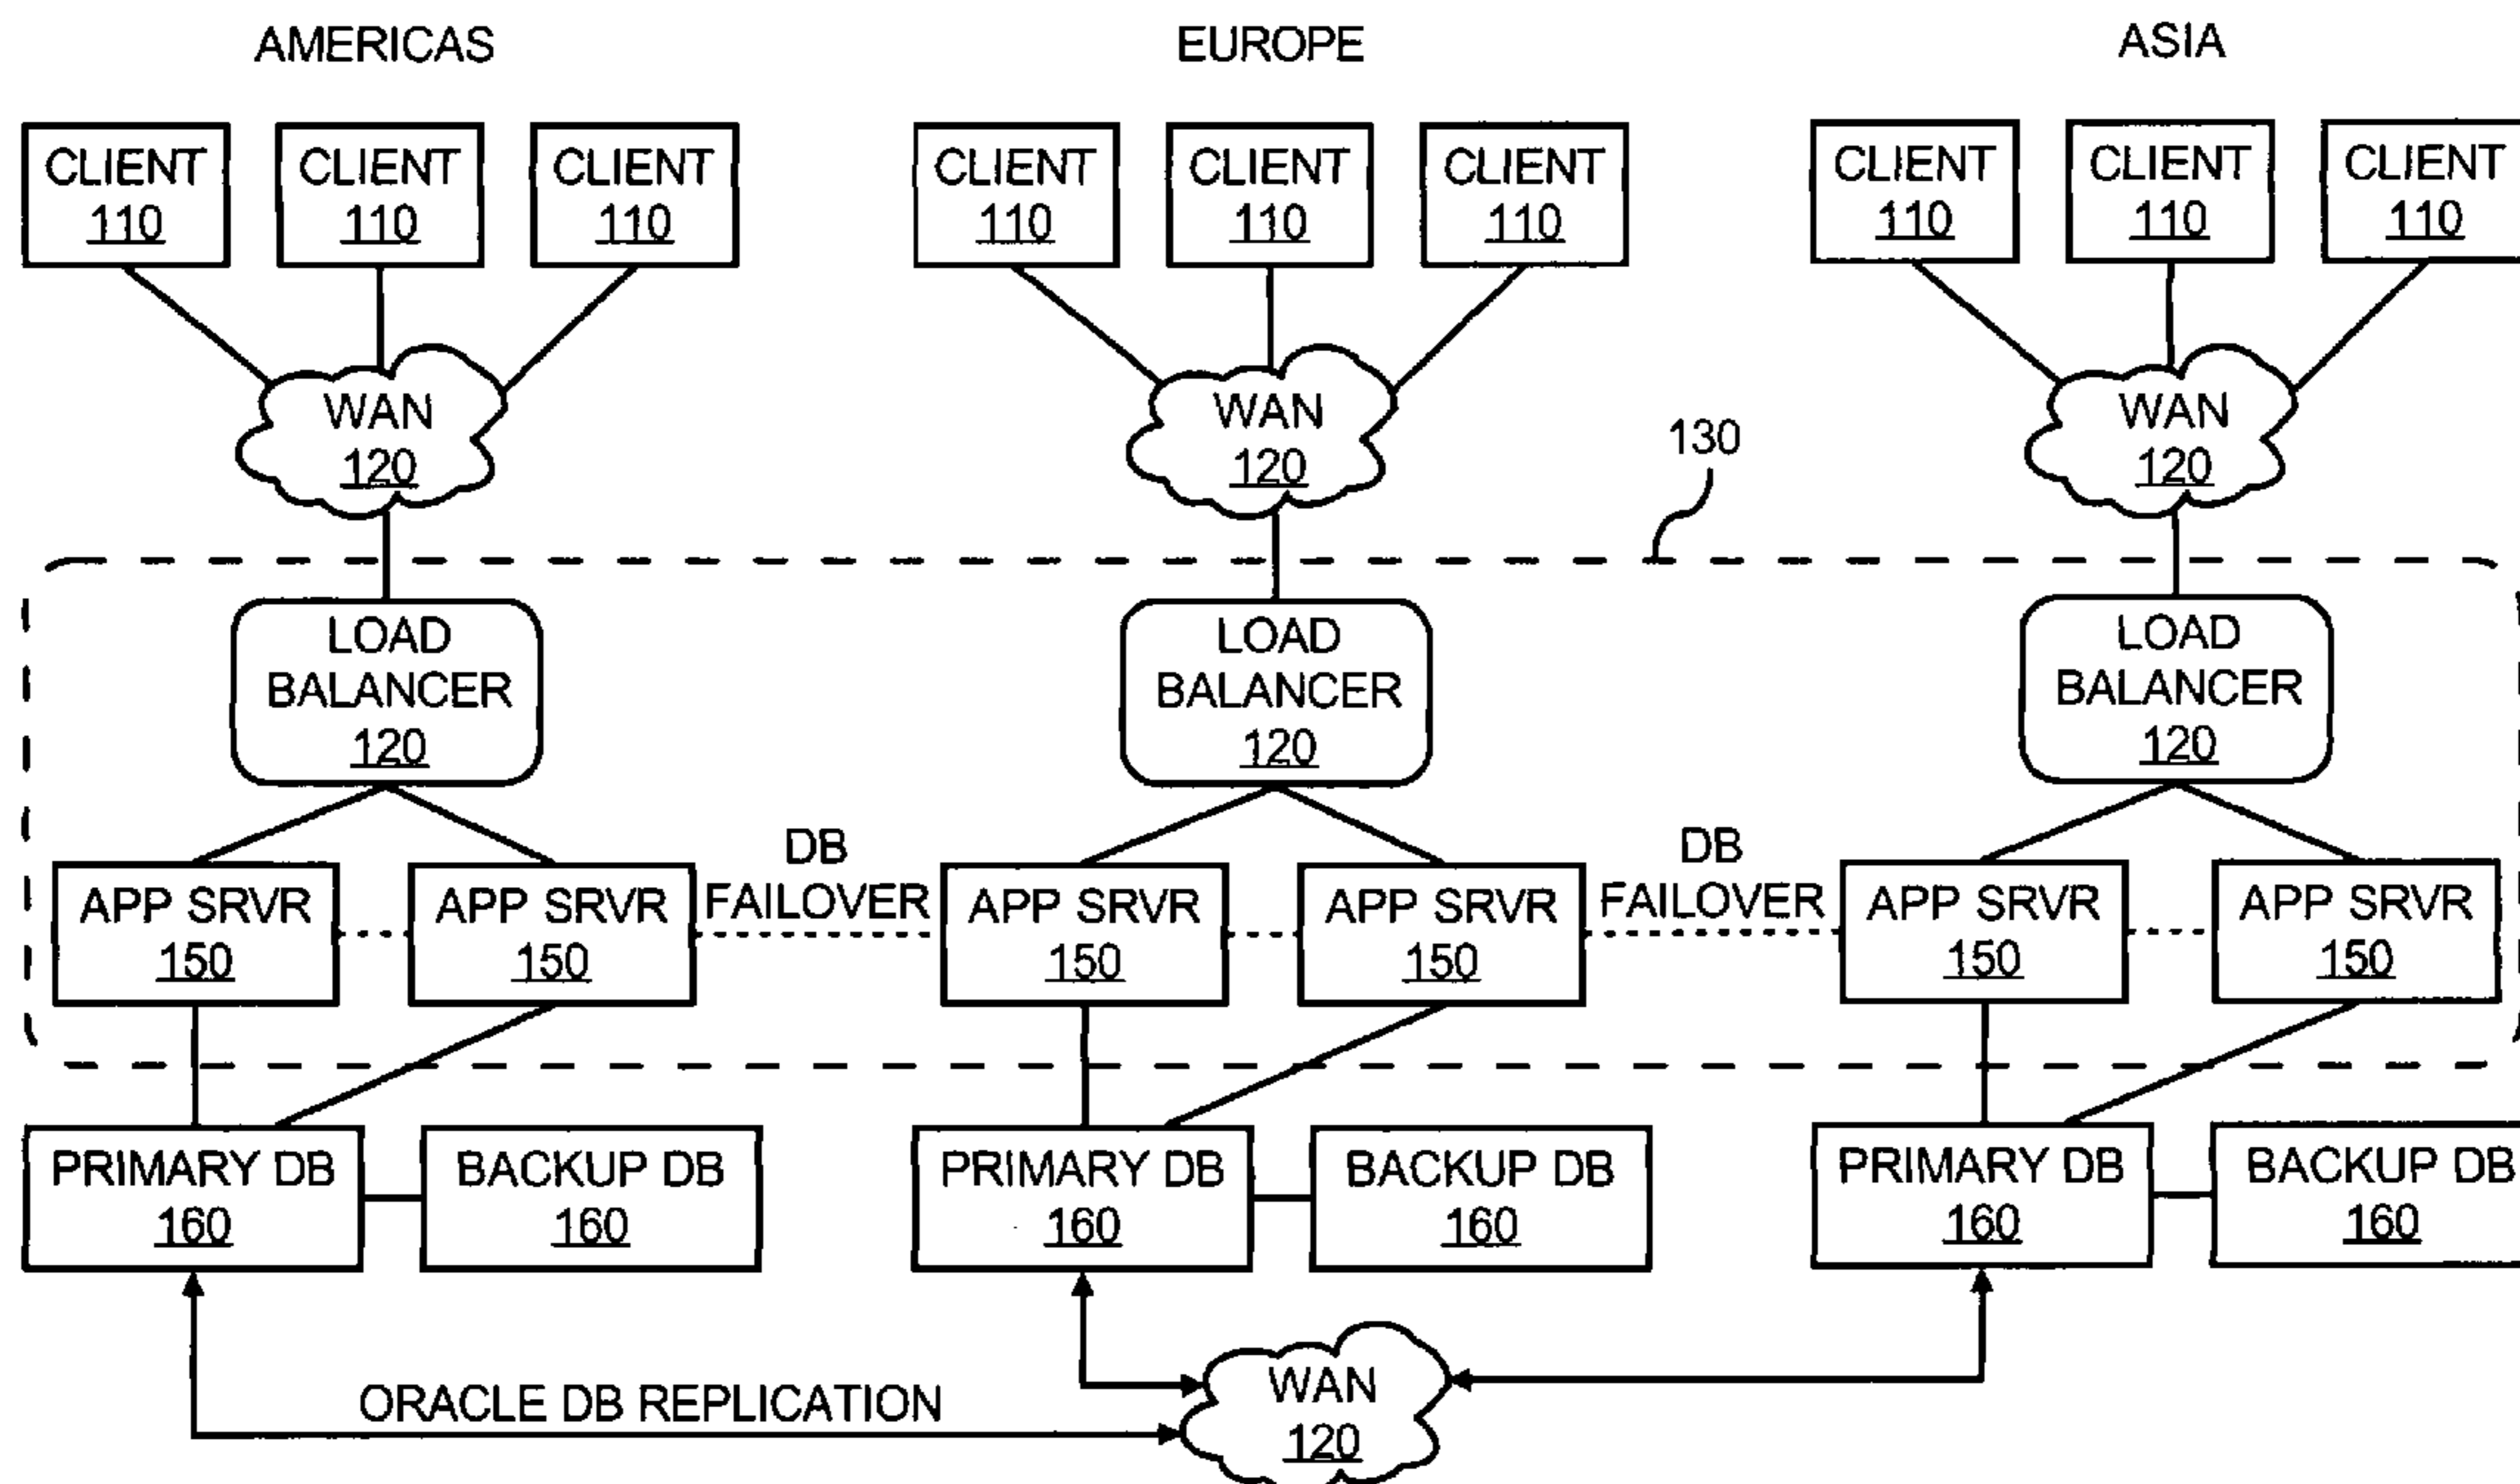 AMERICAS EUROPE ASIA
CLIENT CLIENT CLIENT CLIENT CLIENT CLIENT CLIENT CLIENT CLIENT
110 110 110 110 110 110 110 110 110
WAN WAN WAN
120 120 120
130
LOAD LOAD LOAD
BALANCER BALANCER BALANCER
120 120 120
DB DB
FAILOVER FAILOVER
APP SRVR APP SRVR APP SRVR APP SRVR APP SRVR APP SRVR
150 150 150 150 150 150
PRIMARY DB BACKUP DB PRIMARY DB BACKUP DB PRIMARY DB BACKUP DB
160 160 160 160 160 160
ORACLE DB REPLICATION
WAN
120